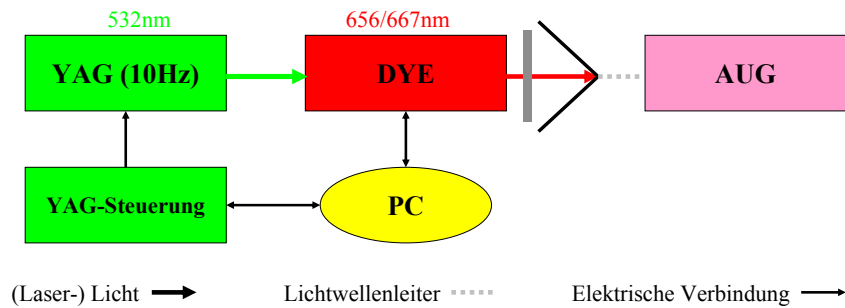 532nm
656/667nm
YAG (10Hz)
DYE
AUG
YAG-Steuerung
PC
(Laser-) Licht
Lichtwellenleiter
Elektrische Verbindung